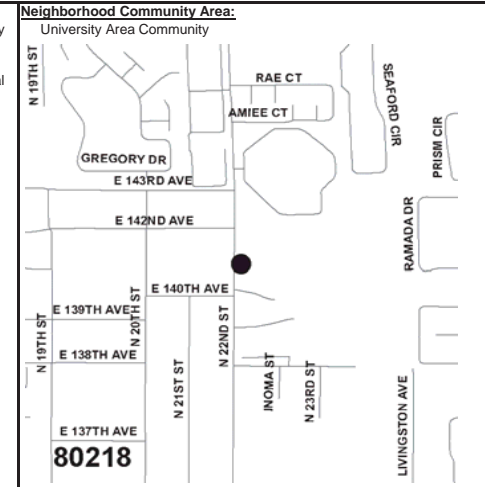 Neighborhood Community Area:
University Area Community
N 19TH ST
RAE CT
AMIEE CT
SEAFORD CIR
PRISM CIR
GREGORY DR
E 143RD AVE
E 142ND AVE
RAMADA DR
E 140TH AVE
E 139TH AVE
N 20TH ST
N 19TH ST
E 138TH AVE
N 21ST ST
N 22ND ST
INOMA ST
N 23RD ST
LIVINGSTON AVE
E 137TH AVE
80218